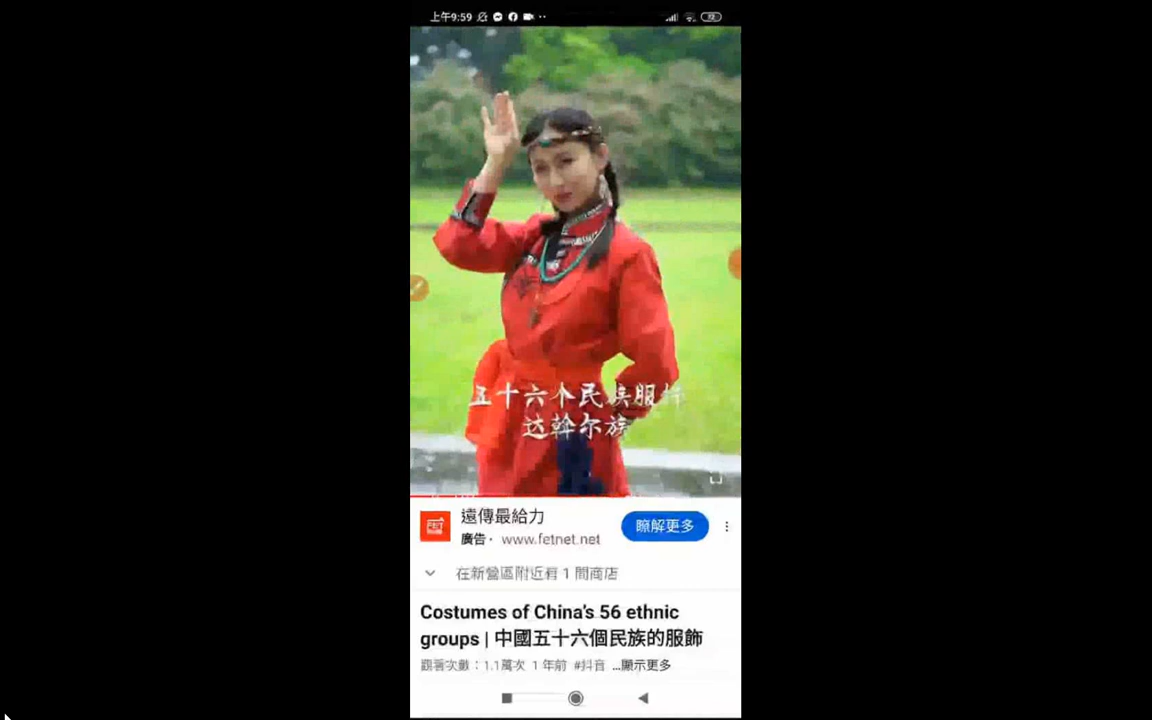 上午9:59
五十六个民族服饰
达斡尔族
遠傳最給力
廣告· www.fetnet.net
瞭解更多
在新營區附近有 1 間商店
Costumes of China's 56 ethnic
groups | 中國五十六個民族的服飾
觀看次數：1.1萬次 1 年前 #抖音 ...顯示更多